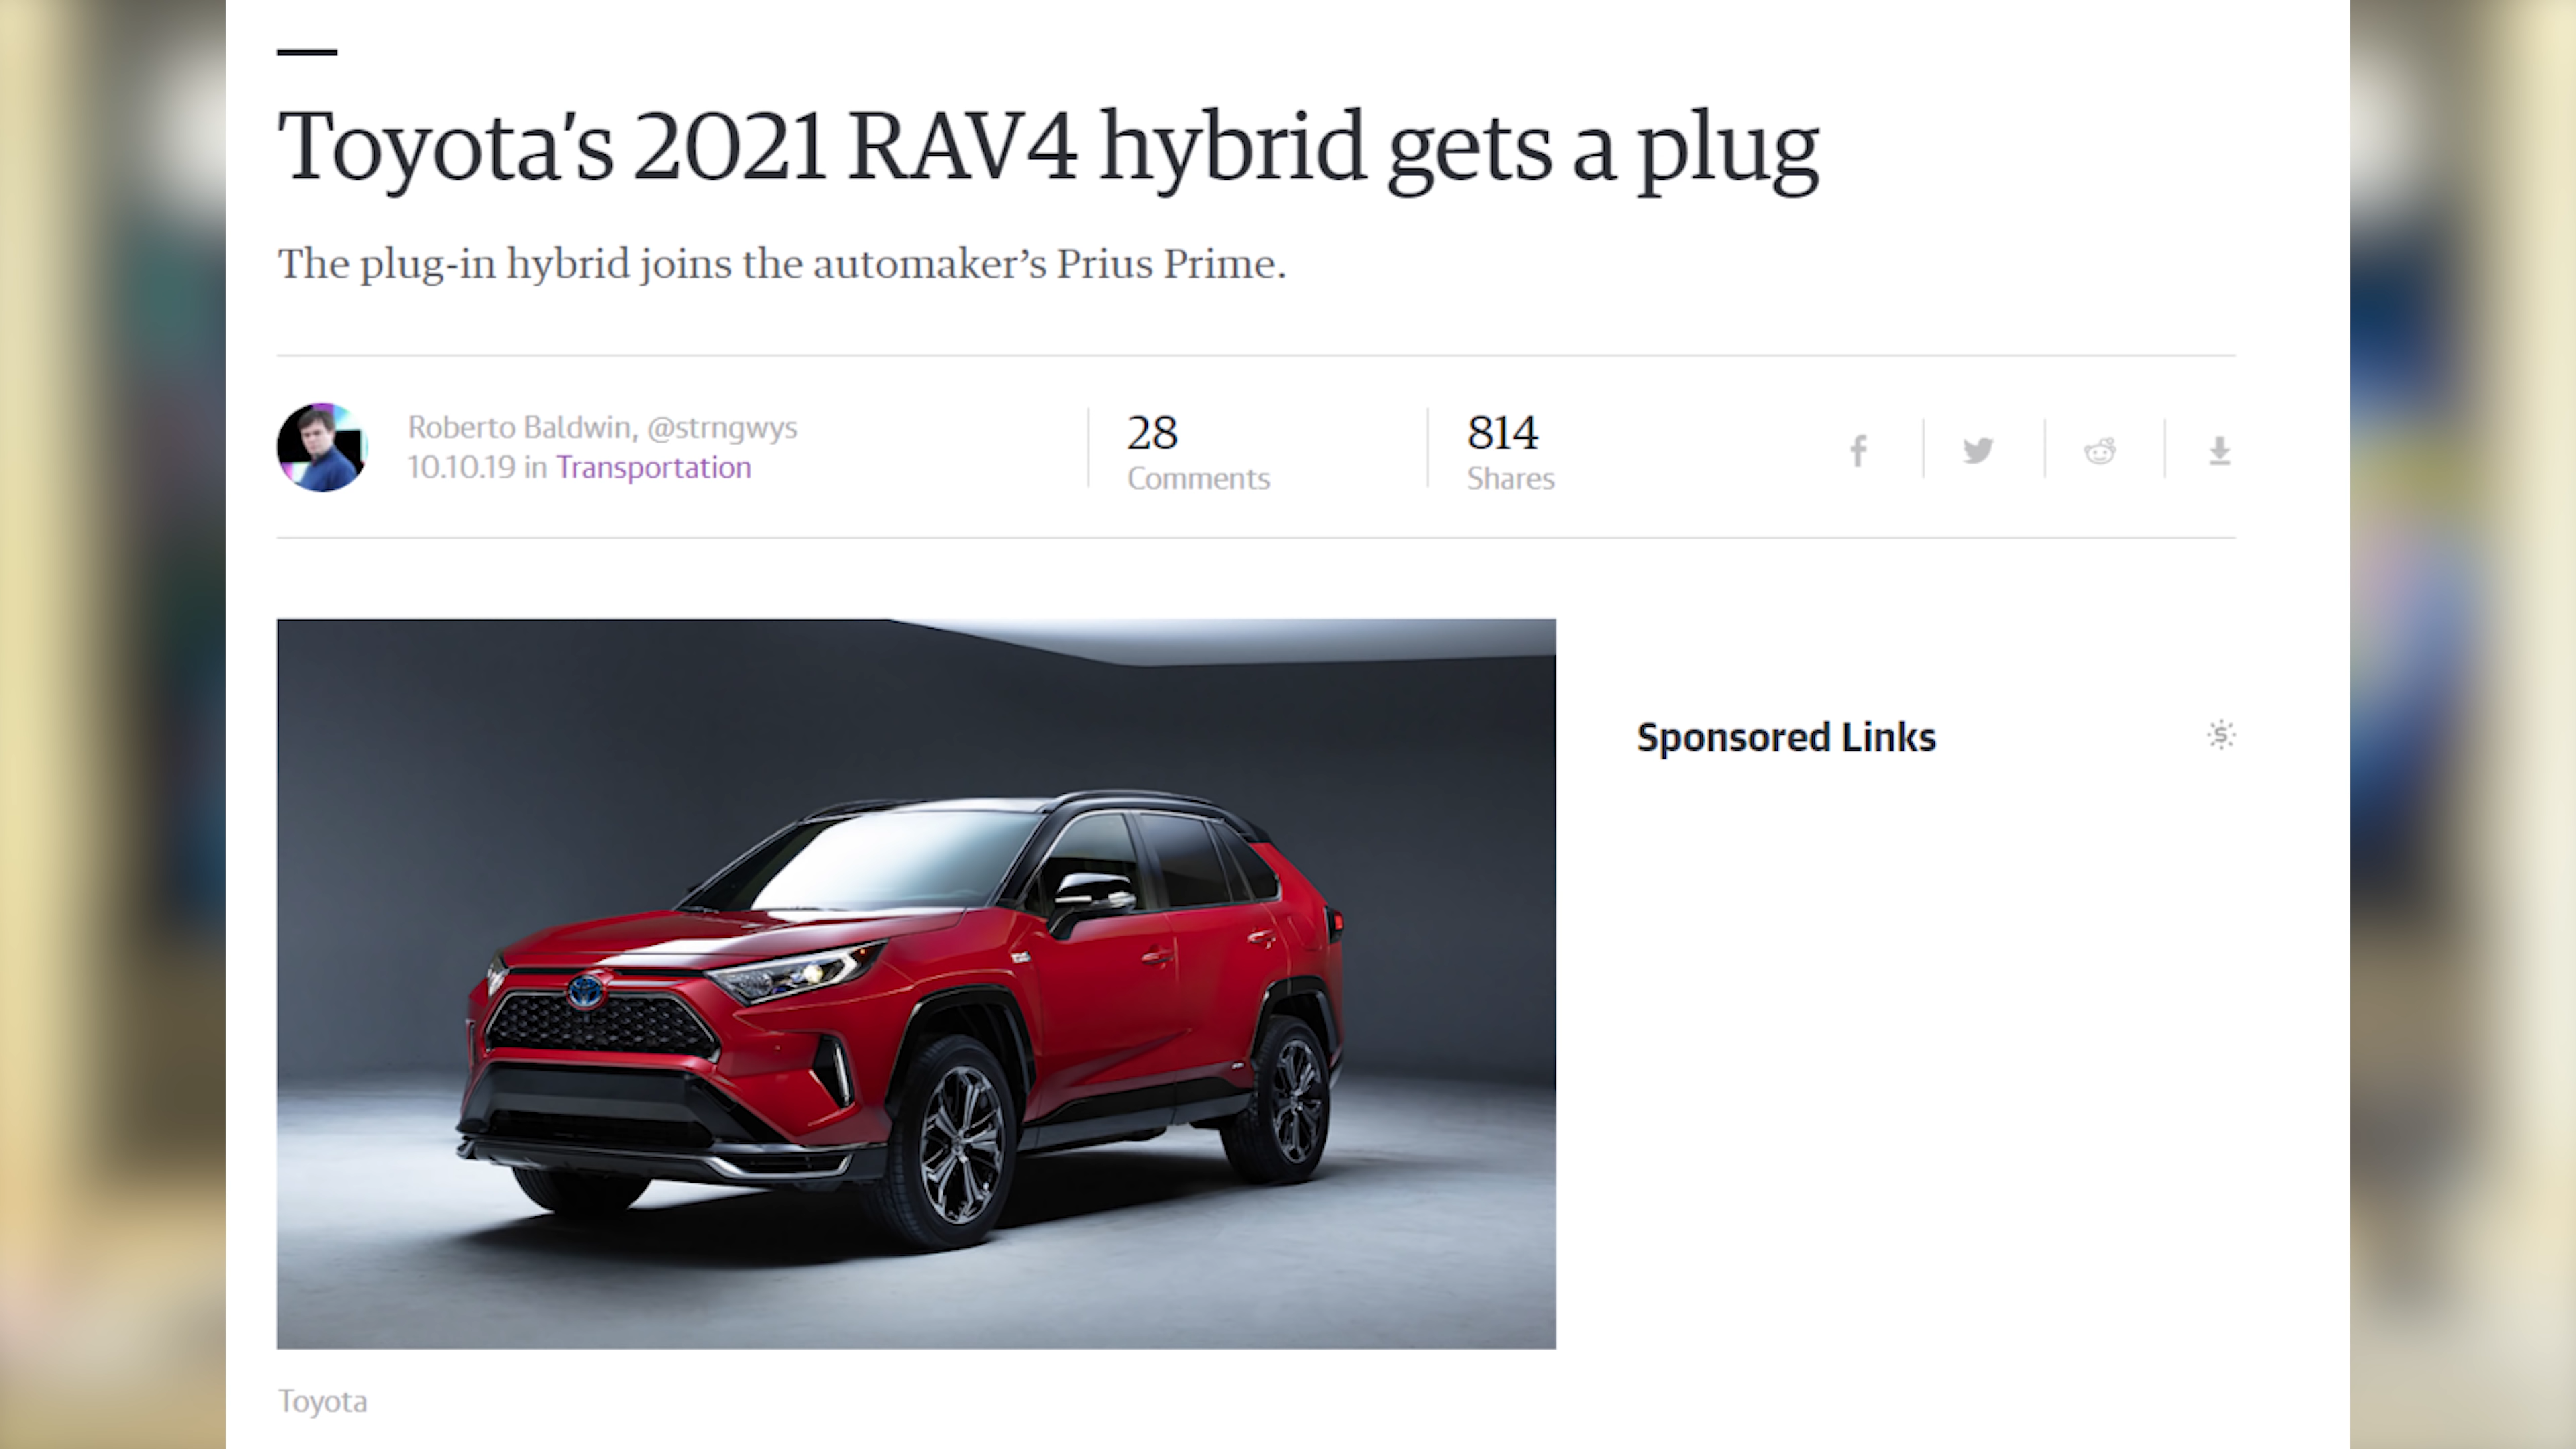 Toyota’s 2021 RAV4 hybrid gets a plug
The plug-in hybrid joins the automaker’s Prius Prime.
Roberto Baldwin, @strngwys
10.10.19 in Transportation
28
Comments
814
Shares
Sponsored Links
Toyota